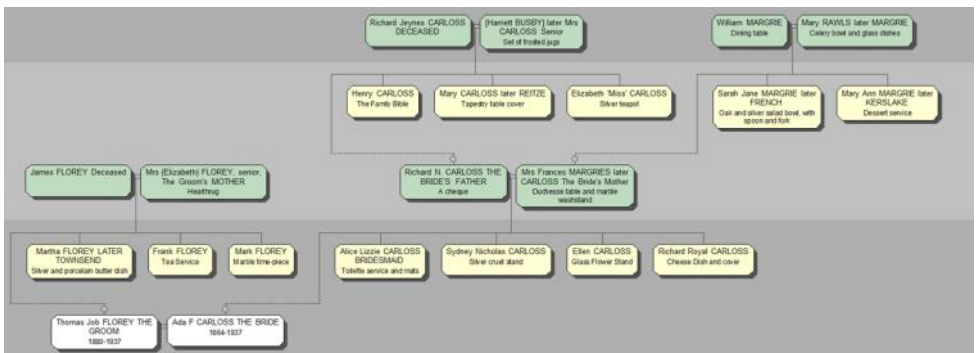 Richard Jeynes CARLOSS
DECEASED
[Harriett BUSBY] later Mrs
CARLOSS Senior
Set of frosted jugs
William MARGRIE
Dining table
Mary RAWLS later MARGRIE
Celery bowl and glass dishes
Henry CARLOSS
The Family Bible
Mary CARLOSS later REITZE
Tapestry table cover
Elizabeth 'Miss' CARLOSS
Silver teapot
Sarah Jane MARGRIE later
FRENCH
Oak and silver salad bowl, with
spoon and fork
Mary Ann MARGRIE later
KERSLAKE
Dessert service
James FLOREY Deceased
Mrs (Elizabeth) FLOREY, senior,
The Groom's MOTHER
Hearthrug
Richard N. CARLOSS THE
BRIDE'S FATHER
A cheque
Mrs Frances MARGRIES later
CARLOSS The Bride's Mother
Duchesse table and marble
washstand
Martha FLOREY LATER
TOWNSEND
Silver and porcelain butter dish
Frank FLOREY
Tea Service
Mark FLOREY
Marble time-piece
Alice Lizzie CARLOSS
BRIDESMAID
Toilette service and mats
Sydney Nicholas CARLOSS
Silver cruet stand
Ellen CARLOSS
Glass Flower Stand
Richard Royal CARLOSS
Cheese Dish and cover
Thomas Job FLOREY THE
GROOM
Ada F CARLOSS THE BRIDE